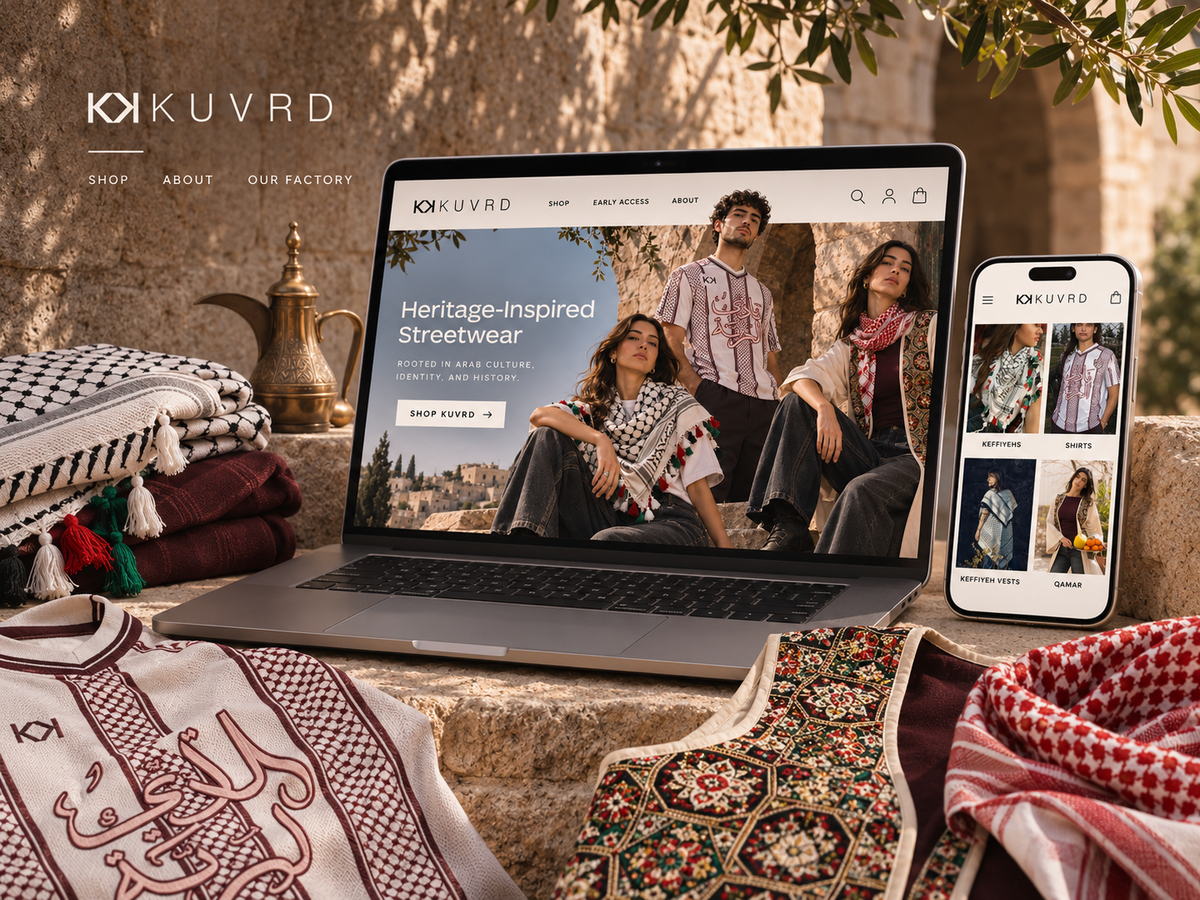 KUVRD
SHOP ABOUT OUR FACTORY
KUVRD SHOP EARLY ACCESS ABOUT
Heritage-Inspired
Streetwear
ROOTED IN ARAB CULTURE,
IDENTITY, AND HISTORY.
SHOP KUVRD →
KUVRD
KEFFIYEHS SHIRTS
KEFFIYEH VESTS QAMAR